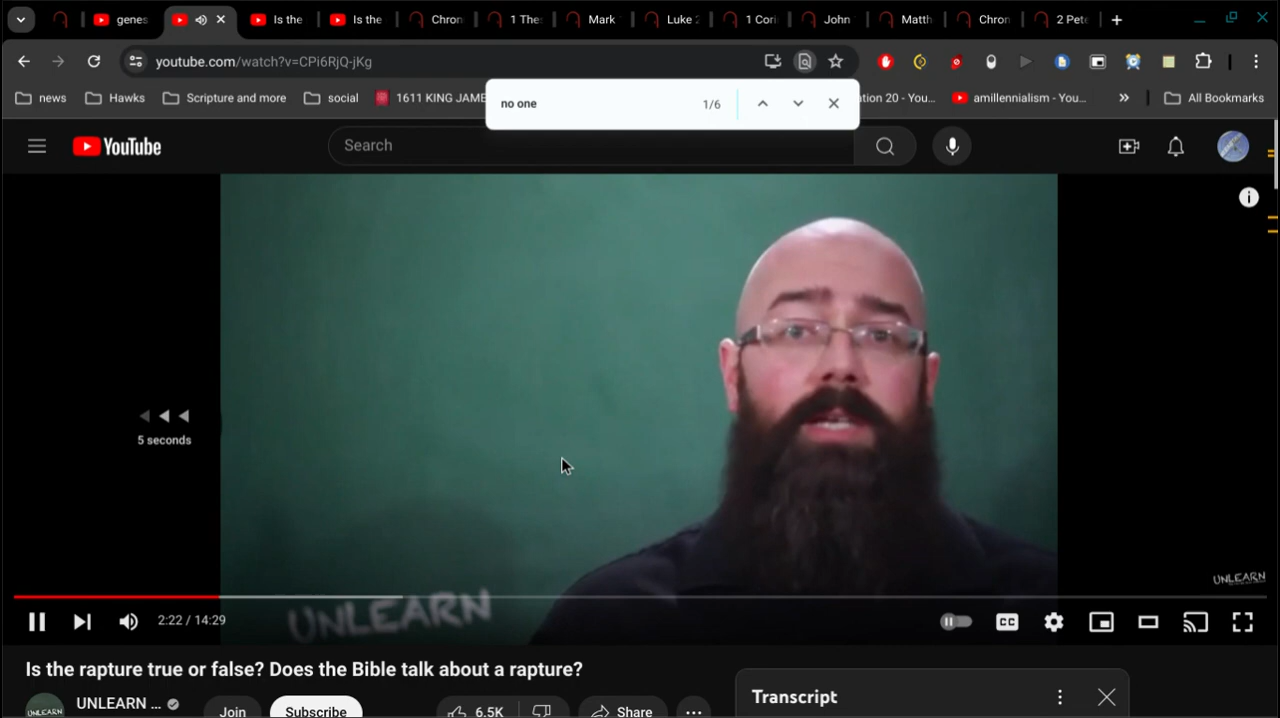 genes
Is the
Is the
Chron
1 The
Mark
Luke 2
1 Cori
John
Matth
Chron
2 Pete
youtube.com/watch?v=CPi6RjQ-jKg
news
Hawks
Scripture and more
social
1611 KING JAME
ation 20 - You...
amillennialism - You...
All Bookmarks
no one
1/6
YouTube
Search
5 seconds
UNLEARN
UNLEARN
2:22 / 14:29
CC
Is the rapture true or false? Does the Bible talk about a rapture?
UNLEARN
UNLEARN ...
Join
Subscribe
6.5K
Share
Transcript